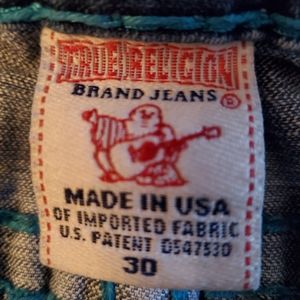 TRUE RELIGION
BRAND JEANS ®
MADE IN USA
OF IMPORTED FABRIC
U.S. PATENT D547530
30